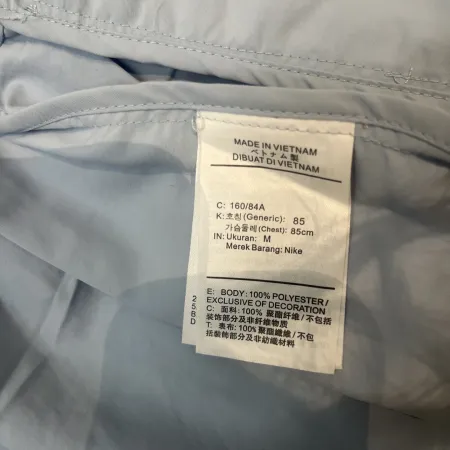 MADE IN VIETNAM
ベトナム製
DIBUAT DI VIETNAM
C: 160/84A
K: 호칭 (Generic): 85
가슴둘레 (Chest): 85cm
IN: Ukuran: M
Merek Barang: Nike
E: BODY: 100% POLYESTER/
EXCLUSIVE OF DECORATION
C: 面料: 100% 聚酯纤维/不包括
装饰部分及非纤维物质
T: 表布: 100% 聚酯纖維/不包
括裝飾部分及非紡織材料
25BD